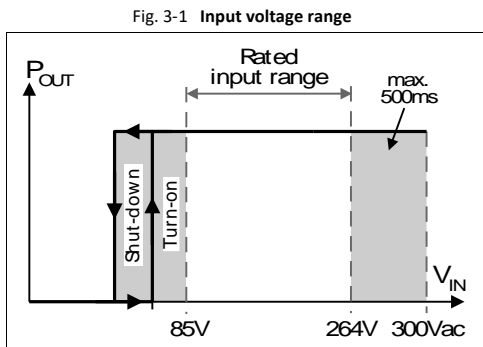 Fig. 3-1 Input voltage range
POUT
Rated
input range
max.
500ms
Shut-down
Turn-on
VIN
85V
264V
300Vac